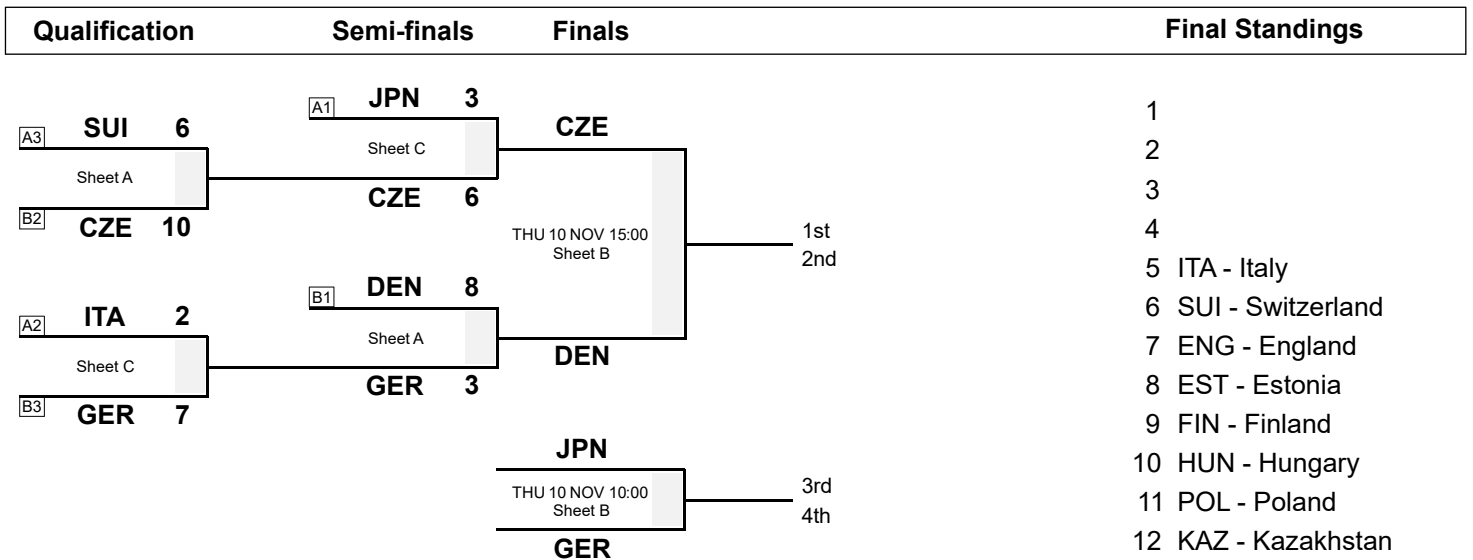 Qualification Semi-finals Finals Final Standings
A1 JPN 3
A3 SUI 6
Sheet A
B2 CZE 10
Sheet C
CZE 6
CZE
THU 10 NOV 15:00
Sheet B
DEN
1st
2nd
A2 ITA 2
Sheet C
B3 GER 7
B1 DEN 8
Sheet A
GER 3
JPN
THU 10 NOV 10:00
Sheet B
GER
3rd
4th
1
2
3
4
5 ITA - Italy
6 SUI - Switzerland
7 ENG - England
8 EST - Estonia
9 FIN - Finland
10 HUN - Hungary
11 POL - Poland
12 KAZ - Kazakhstan